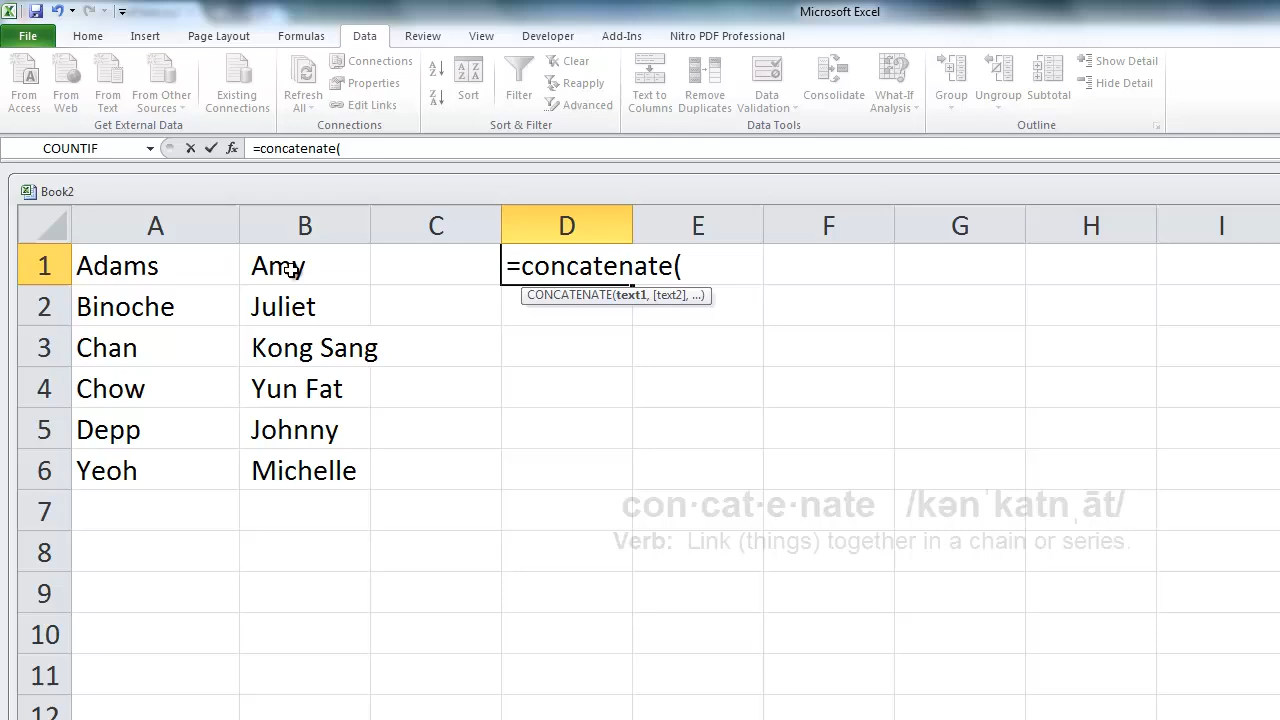 Microsoft Excel
File Home Insert Page Layout Formulas Data Review View Developer Add-Ins Nitro PDF Professional
From Access
From Web
From Text
From Other Sources
Existing Connections
Get External Data
Refresh All
Connections
Properties
Edit Links
Connections
Sort
Filter
Clear
Reapply
Advanced
Sort & Filter
Text to Columns
Remove Duplicates
Data Validation
Consolidate
What-If Analysis
Data Tools
Group
Ungroup
Subtotal
Show Detail
Hide Detail
Outline
COUNTIF fx =concatenate(
Book2
A B C D E F G H I
1 Adams Amy =concatenate(
CONCATENATE(text1, [text2], ...)
2 Binoche Juliet
3 Chan Kong Sang
4 Chow Yun Fat
5 Depp Johnny
6 Yeoh Michelle
7
con·cat·e·nate /kənˈkatnˌāt/
Verb: Link (things) together in a chain or series.
8
9
10
11
12